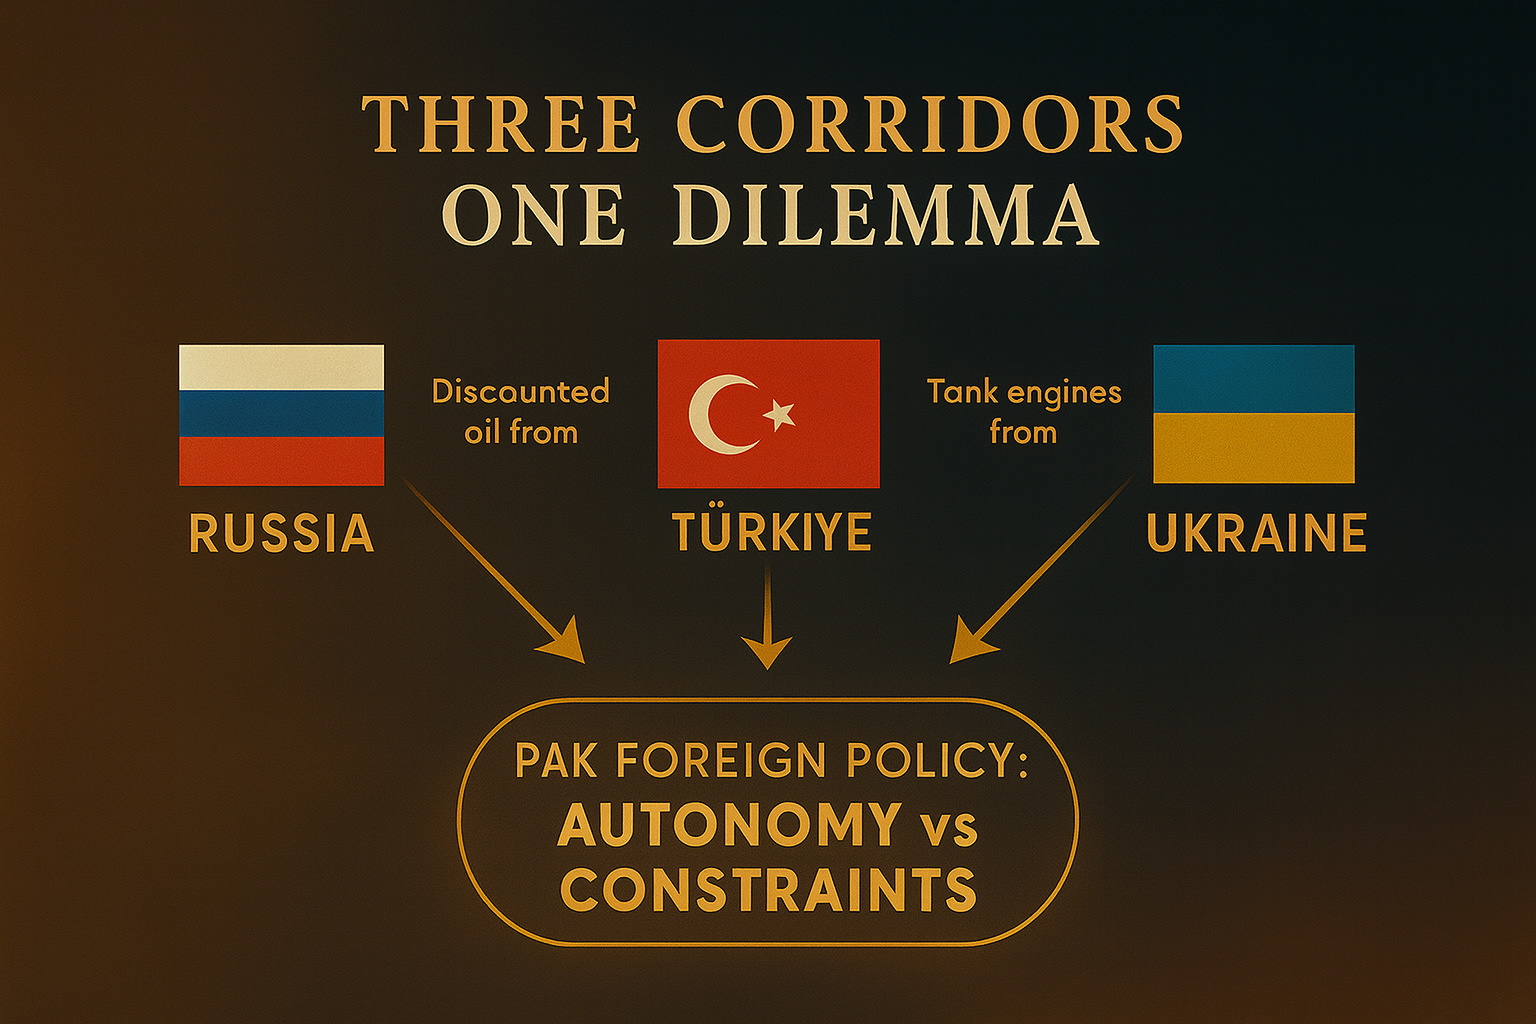 THREE CORRIDORS
ONE DILEMMA
Discounted
oil from
Tank engines
from
RUSSIA
TÜRKIYE
UKRAINE
PAK FOREIGN POLICY:
AUTONOMY vs
CONSTRAINTS